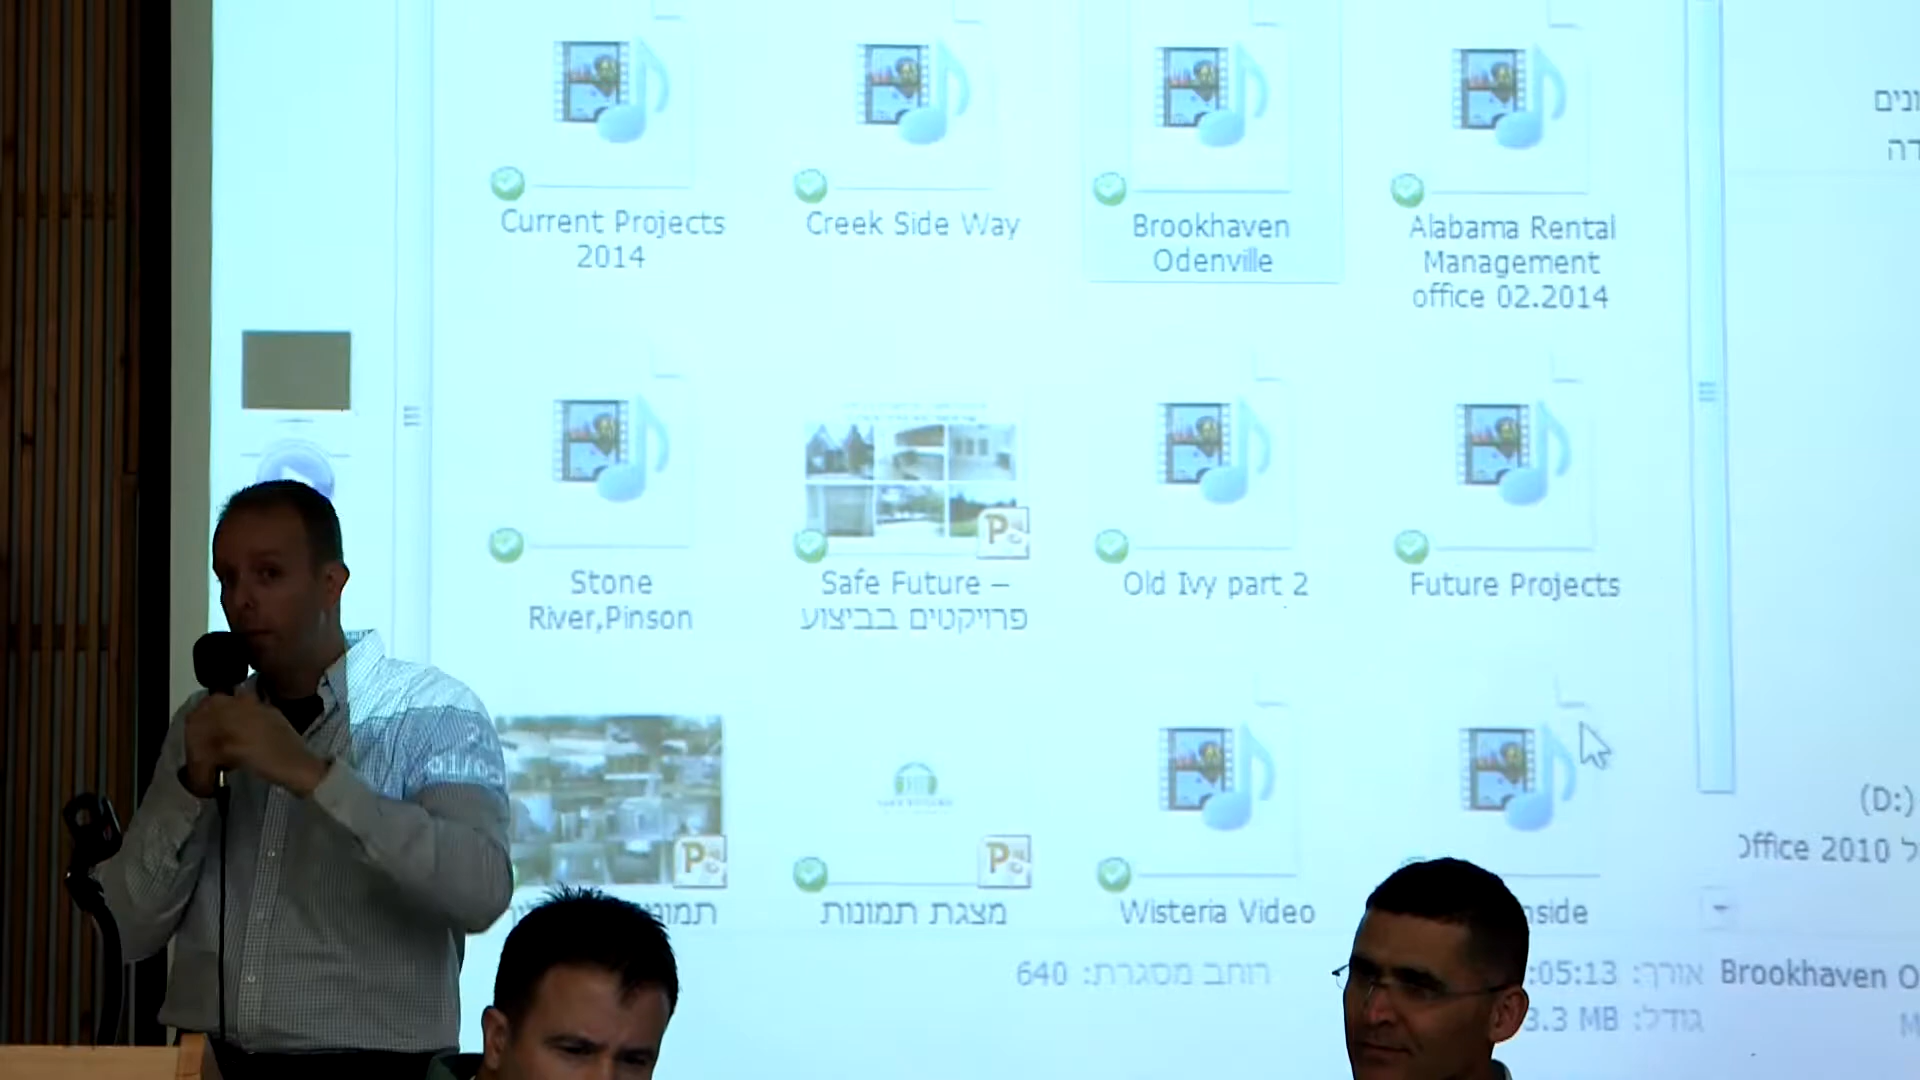 Current Projects
2014
Creek Side Way
Brookhaven
Odenville
Alabama Rental
Management
office 02.2014
Stone
River,Pinson
Safe Future –
פרויקטים בביצוע
Old Ivy part 2
Future Projects
מצגת תמונות
Wisteria Video
רוחב מסגרת: 640
אורך: :05:13
Brookhaven
גודל: 3.3 MB
(D:)
Office 2010